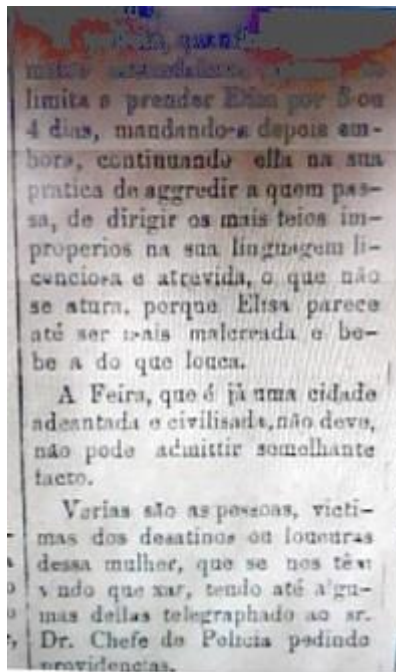 quan
limita a prender Elisa por 3 ou
4 dias, mandando-a depois em-
bora, continuando ella na sua
pratica de aggredir a quem pas-
sa, de dirigir os mais feios im-
properios na sua linguagem li-
cenciosa e atrevida, o que não
se atura, porque Elisa parece
até ser mais malcreada e be-
be a do que louca.
A Feira, que é já uma cidade
adeantada e civilisada, não deve,
não pode admittir semelhante
facto.
Varias são as pessoas, victi-
mas dos desatinos ou loucuras
dessa mulher, que se nos têm
vindo queixar, tendo até algu-
mas dellas telegraphado ao sr.
Dr. Chefe de Policia pedindo
providencias.